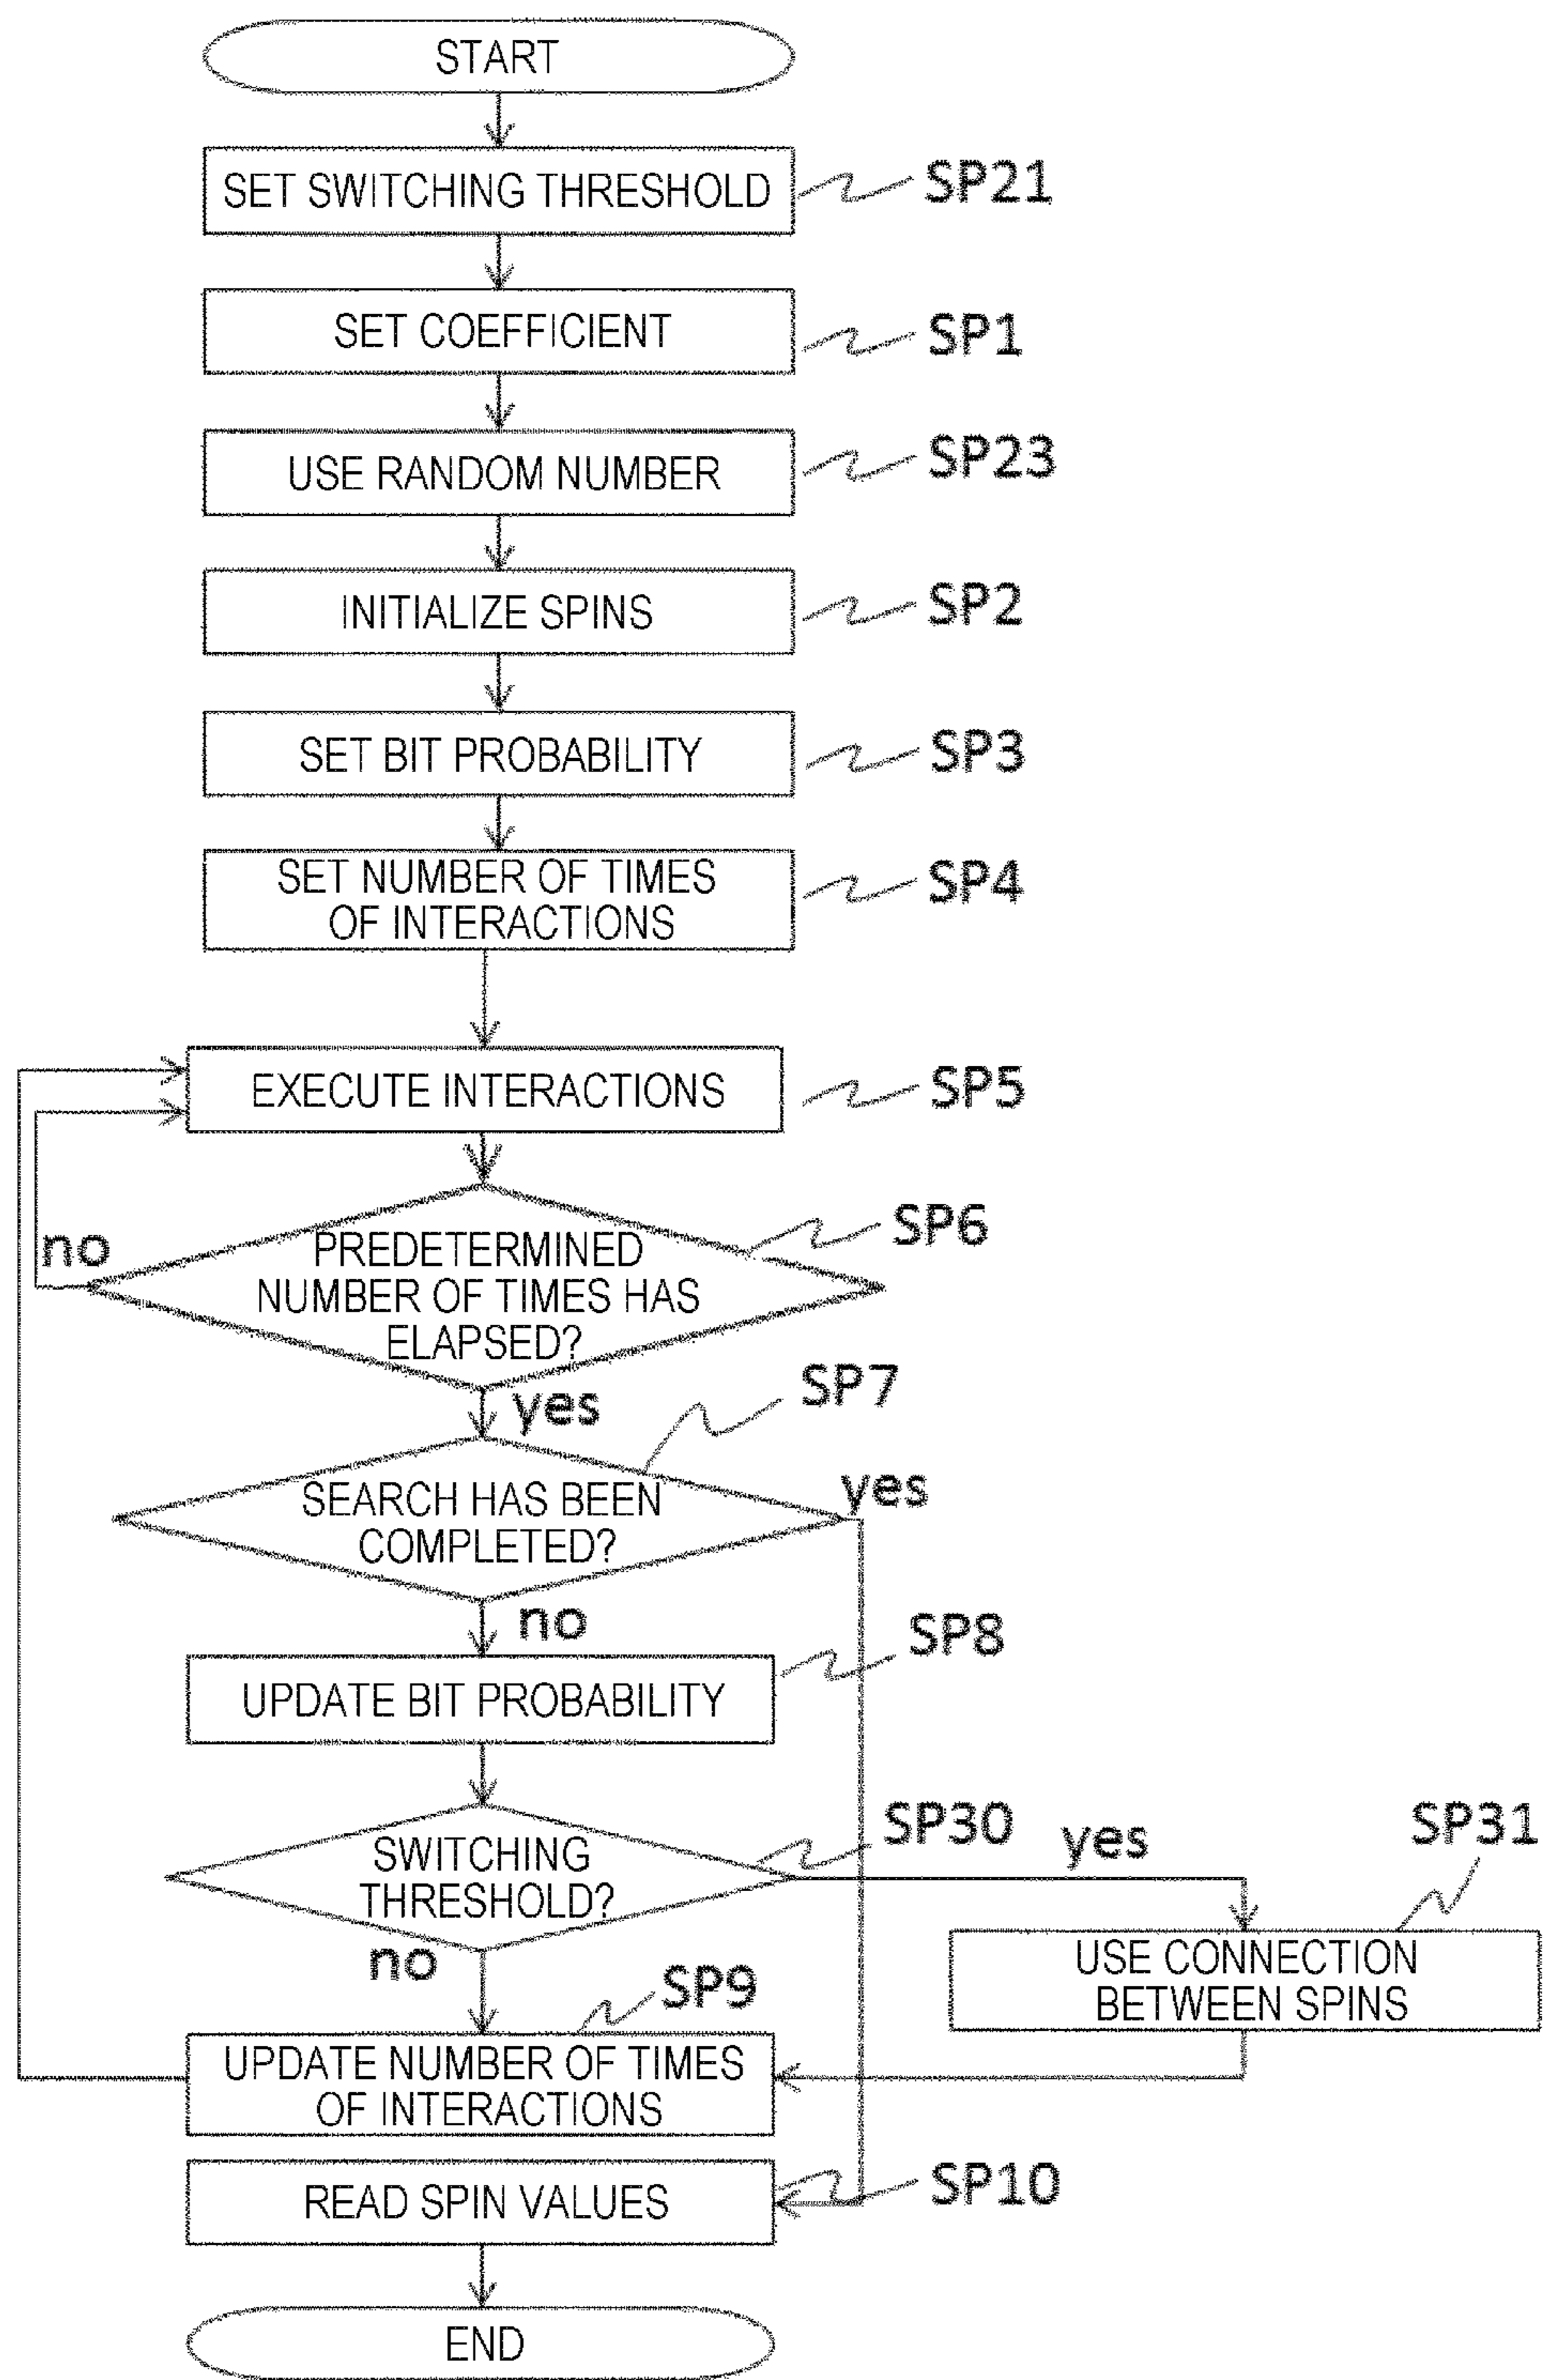 START
SET SWITCHING THRESHOLD
SP21
SET COEFFICIENT
SP1
USE RANDOM NUMBER
SP23
INITIALIZE SPINS
SP2
SET BIT PROBABILITY
SP3
SET NUMBER OF TIMES
OF INTERACTIONS
SP4
EXECUTE INTERACTIONS
SP5
no
PREDETERMINED
NUMBER OF TIMES HAS
ELAPSED?
SP6
yes
SP7
SEARCH HAS BEEN
COMPLETED?
yes
no
SP8
UPDATE BIT PROBABILITY
SWITCHING
THRESHOLD?
SP30
yes
SP31
no
USE CONNECTION
BETWEEN SPINS
SP9
UPDATE NUMBER OF TIMES
OF INTERACTIONS
READ SPIN VALUES
SP10
END